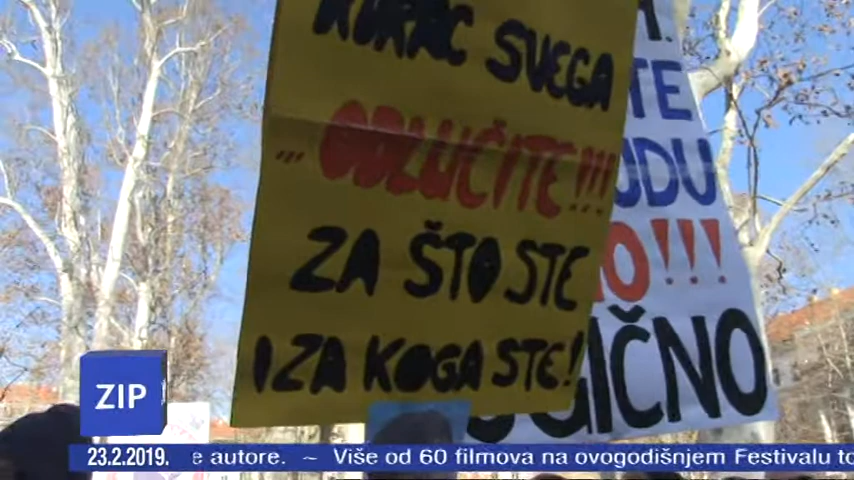 KURAC SVEGA
... ODLUČITE!!!
ZA ŠTO STE
I ZA KOGA STE!
TE
UDU
O!!!
GIČNO
ZIP
23.2.2019. e autore. ~ Više od 60 filmova na ovogodišnjem Festivalu to